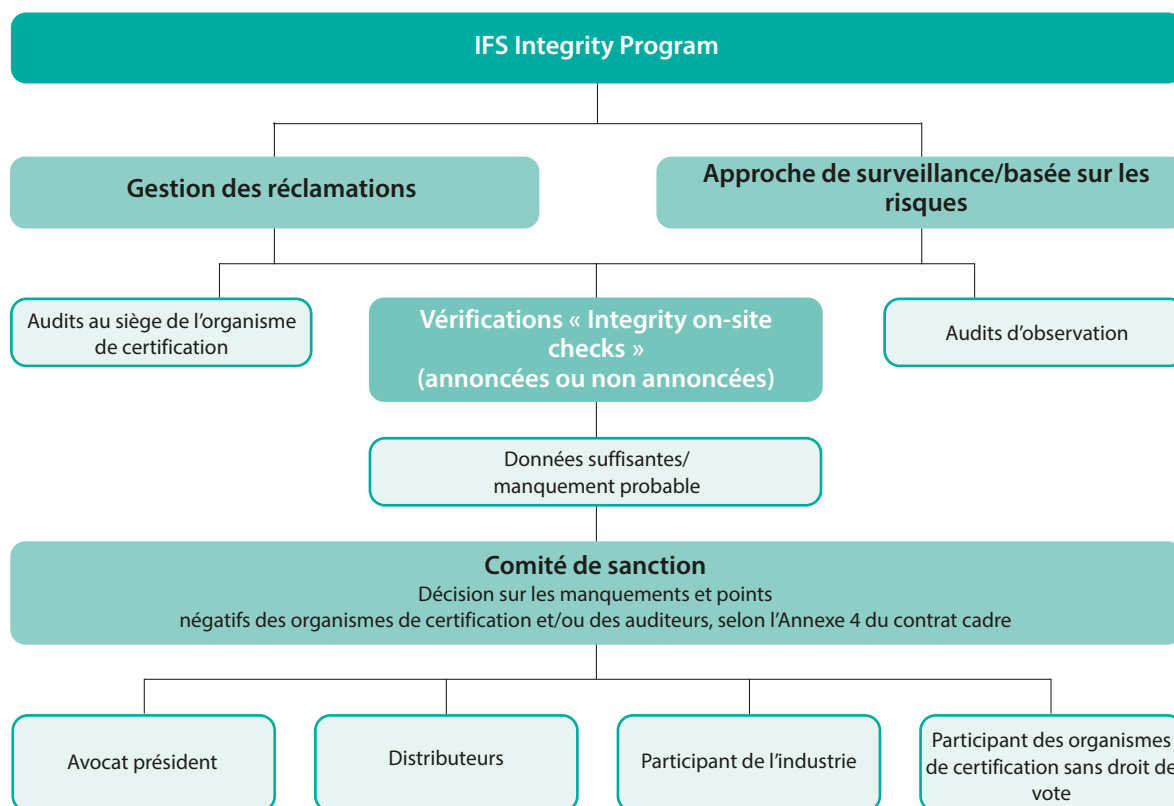 IFS Integrity Program
Gestion des réclamations
Approche de surveillance/basée sur les
risques
Audits au siège de l’organisme
de certification
Vérifications « Integrity on-site
checks »
(annoncées ou non annoncées)
Audits d’observation
Données suffisantes/
manquement probable
Comité de sanction
Décision sur les manquements et points
négatifs des organismes de certification et/ou des auditeurs, selon l’Annexe 4 du contrat cadre
Avocat président
Distributeurs
Participant de l’industrie
Participant des organismes
de certification sans droit de
vote